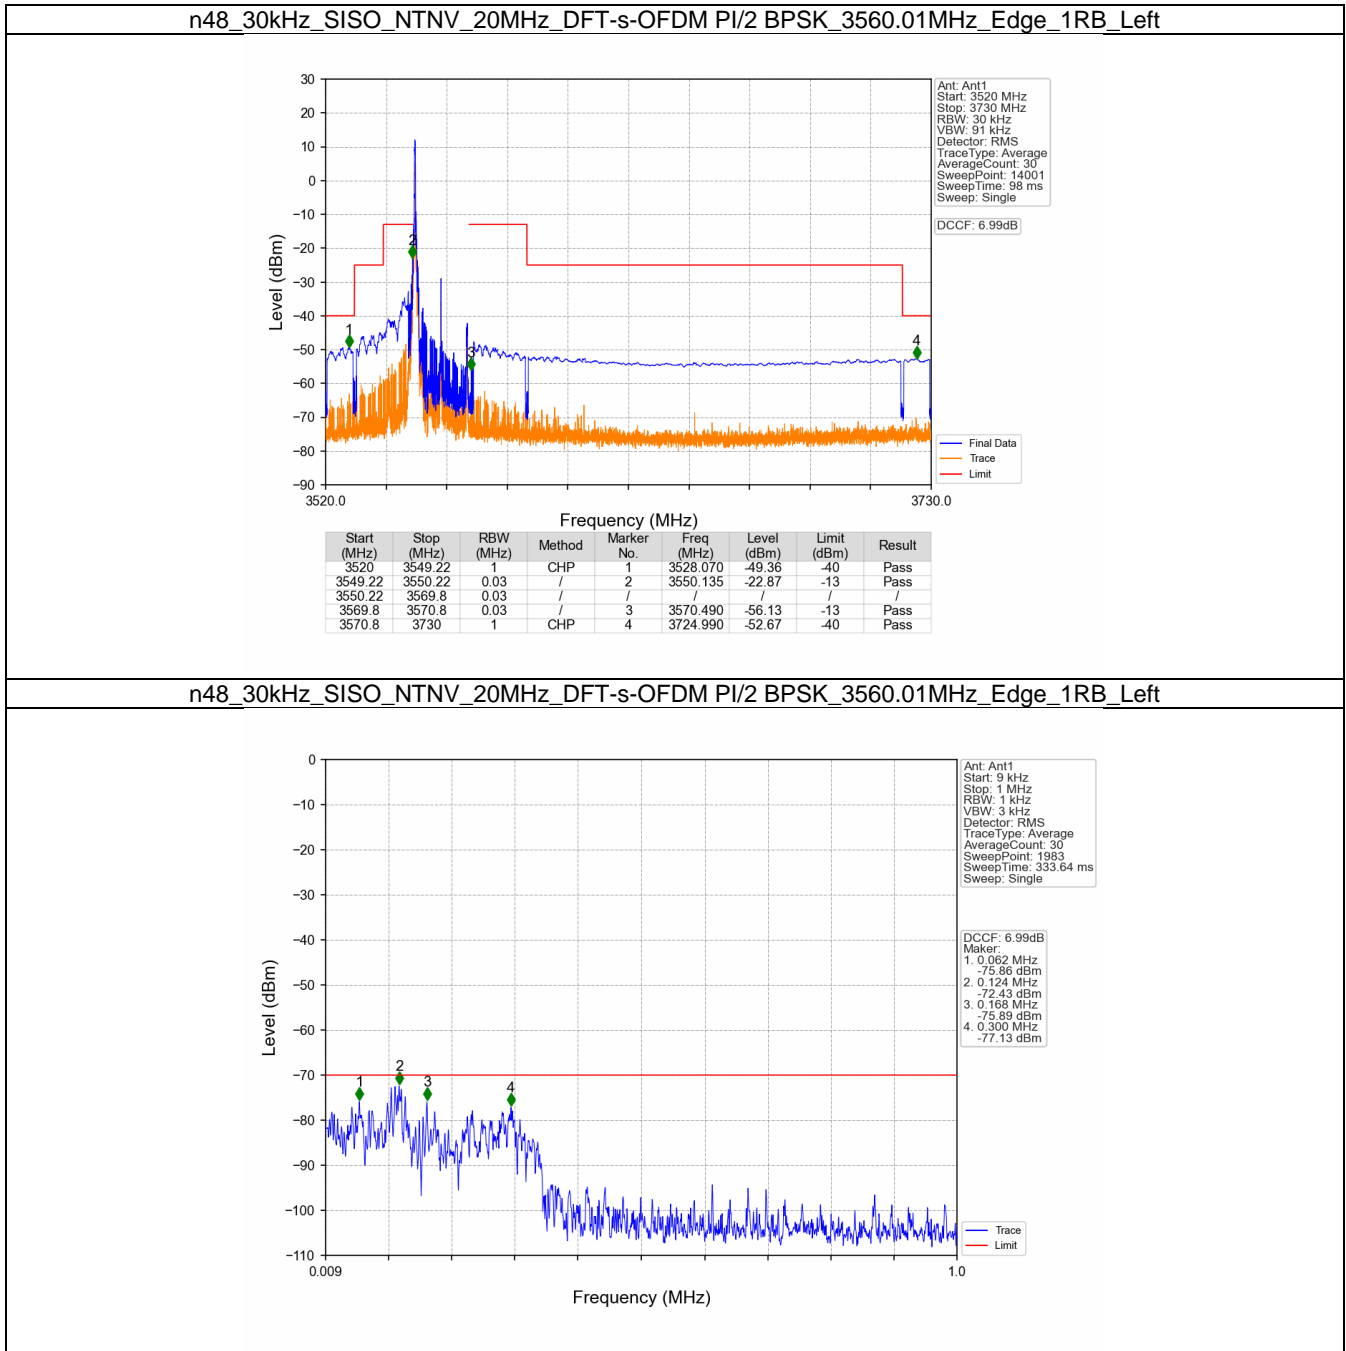 n48_30kHz_SISO_NTNV_20MHz_DFT-s-OFDM PI/2 BPSK_3560.01MHz_Edge_1RB_Left
30
20
10
0
−10
−20
−30
−40
−50
−60
−70
−80
−90
Level (dBm)
1
2
3
4
3520.0
3730.0
Frequency (MHz)
Ant: Ant1
Start: 3520 MHz
Stop: 3730 MHz
RBW: 30 kHz
VBW: 91 kHz
Detector: RMS
TraceType: Average
AverageCount: 30
SweepPoint: 14001
SweepTime: 98 ms
Sweep: Single
DCCF: 6.99dB
Final Data
Trace
Limit
Start (MHz) Stop (MHz) RBW (MHz) Method Marker No. Freq (MHz) Level (dBm) Limit (dBm) Result
3520 3549.22 1 CHP 1 3528.070 -49.36 -40 Pass
3549.22 3550.22 0.03 / 2 3550.135 -22.87 -13 Pass
3550.22 3569.8 0.03 / / / / / /
3569.8 3570.8 0.03 / 3 3570.490 -56.13 -13 Pass
3570.8 3730 1 CHP 4 3724.990 -52.67 -40 Pass
n48_30kHz_SISO_NTNV_20MHz_DFT-s-OFDM PI/2 BPSK_3560.01MHz_Edge_1RB_Left
0
−10
−20
−30
−40
−50
−60
−70
−80
−90
−100
−110
Level (dBm)
1
2
3
4
0.009
1.0
Frequency (MHz)
Ant: Ant1
Start: 9 kHz
Stop: 1 MHz
RBW: 1 kHz
VBW: 3 kHz
Detector: RMS
TraceType: Average
AverageCount: 30
SweepPoint: 1983
SweepTime: 333.64 ms
Sweep: Single
DCCF: 6.99dB
Maker:
1. 0.062 MHz
-75.86 dBm
2. 0.124 MHz
-72.43 dBm
3. 0.168 MHz
-75.89 dBm
4. 0.300 MHz
-77.13 dBm
Trace
Limit